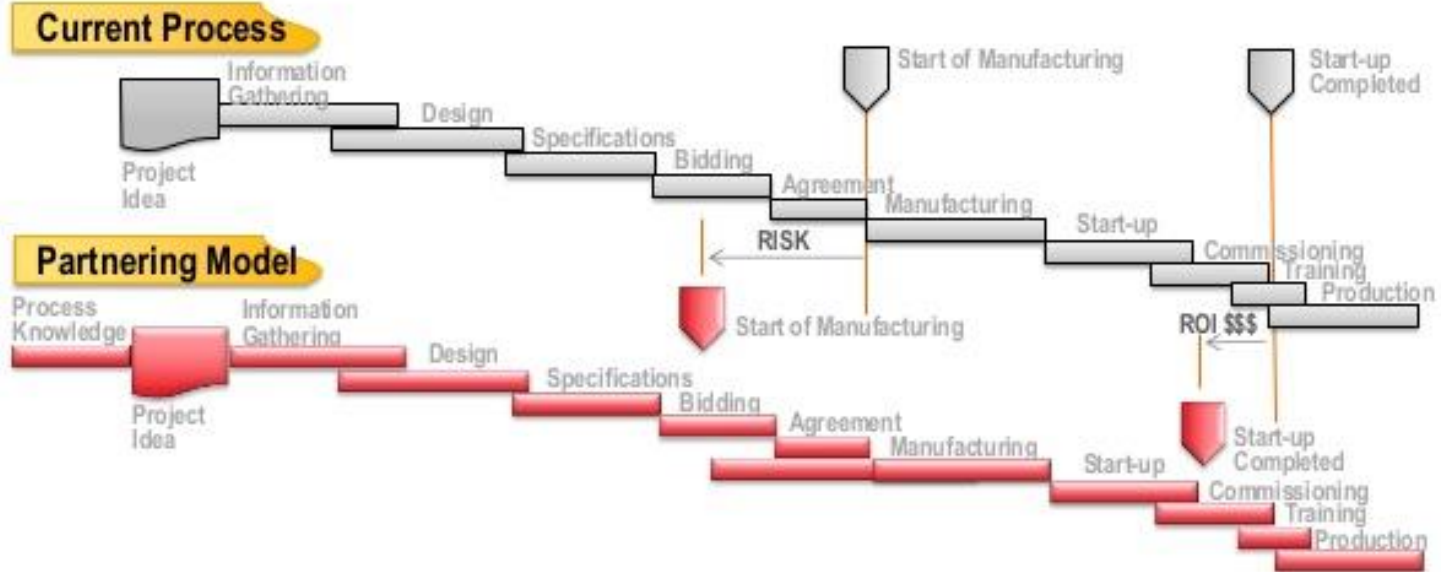 Current Process
Information
Gathering
Design
Specifications
Bidding
Agreement
Manufacturing
Start-up
Commissioning
Training
Production
Project
Idea
Start of Manufacturing
Start-up
Completed
RISK
ROI $$$
Partnering Model
Process
Knowledge
Project
Idea
Information
Gathering
Design
Specifications
Bidding
Agreement
Manufacturing
Start-up
Commissioning
Training
Production
Start of Manufacturing
Start-up
Completed